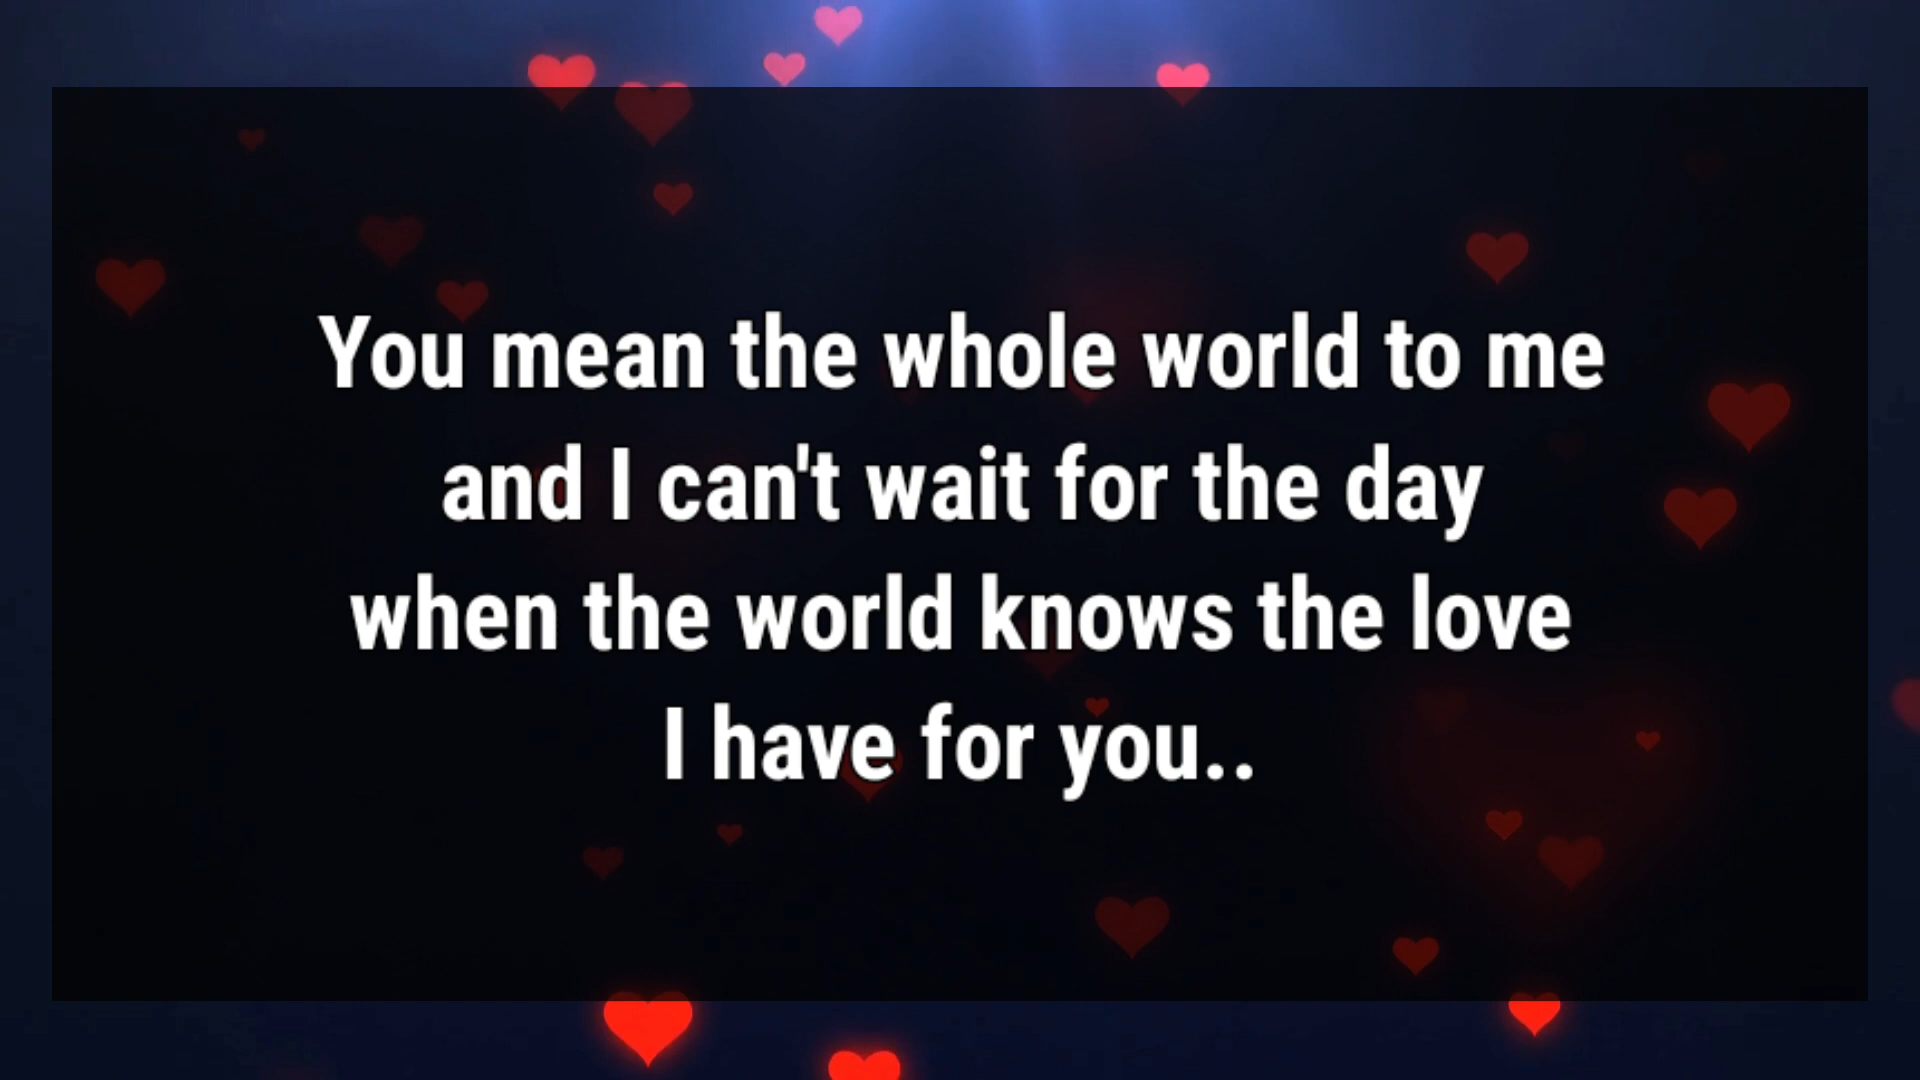 You mean the whole world to me
and I can't wait for the day
when the world knows the love
I have for you..